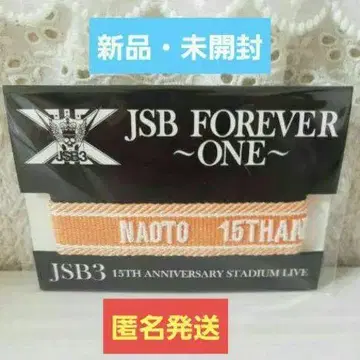 新品・未開封
JSB3
JSB FOREVER
～ONE～
NAOTO 15THAN
JSB3 15TH ANNIVERSARY STADIUM LIVE
匿名発送